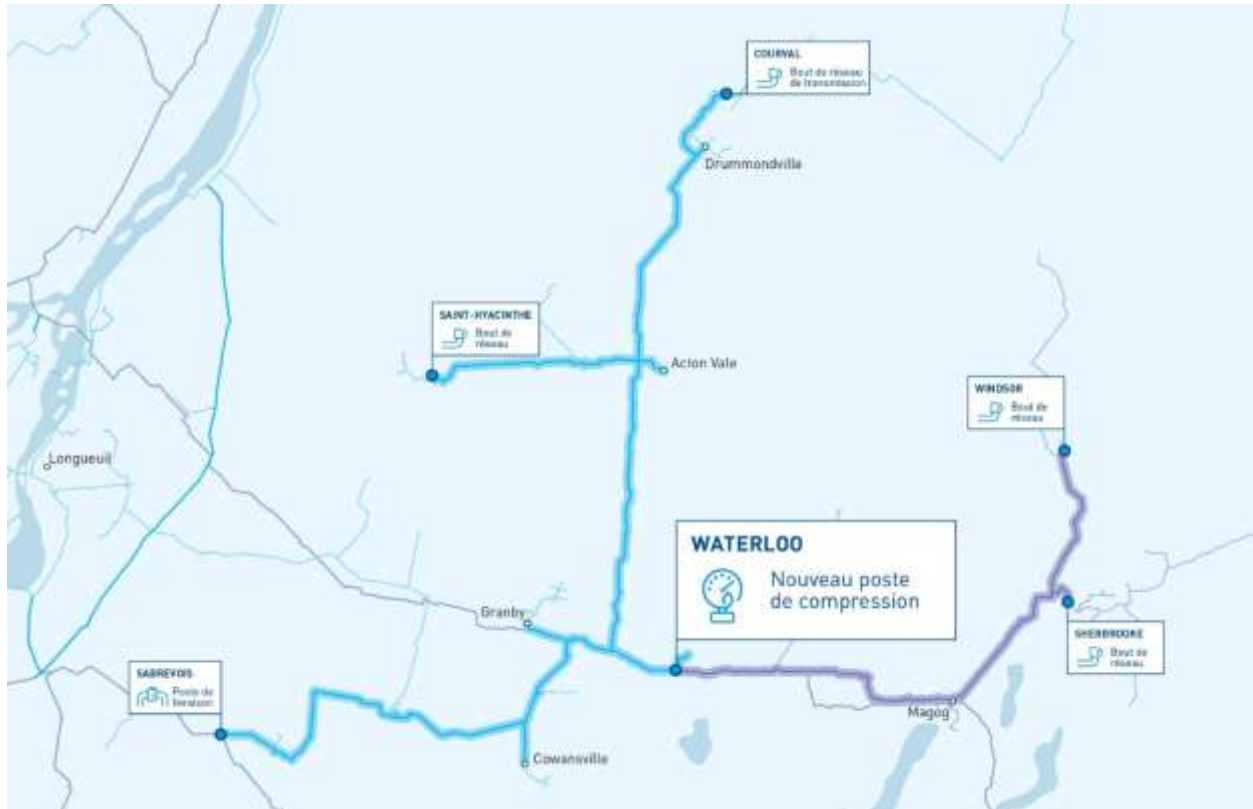 COURVAL
Bout de réseau
de transmission
Drummondville
SAINT-HYACINTHE
Bout de
réseau
Acion Vale
WINDSOR
Bout de
réseau
Longueuil
WATERLOO
Nouveau poste
de compression
Granby
SHERBROOKE
Bout de
réseau
SABREVOIS
Poste de
livraison
Magog
Cowansville